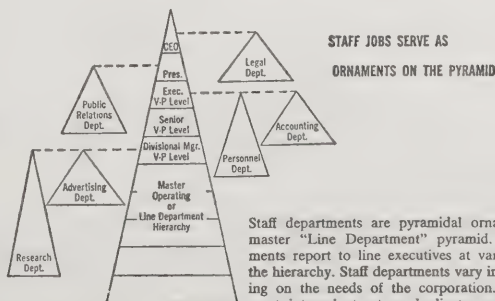 STAFF JOBS SERVE AS
ORNAMENTS ON THE PYRAMID
CEO
Pres.
Exec.
V-P Level
Senior
V-P Level
Divisional Mgr.
V-P Level
Master
Operating
or
Line Department
Hierarchy
Legal
Dept.
Public
Relations
Dept.
Accounting
Dept.
Personnel
Dept.
Advertising
Dept.
Research
Dept.
Staff departments are pyramidal orna
master "Line Department" pyramid.
ments report to line executives at var
the hierarchy. Staff departments vary in
ing on the needs of the corporation.